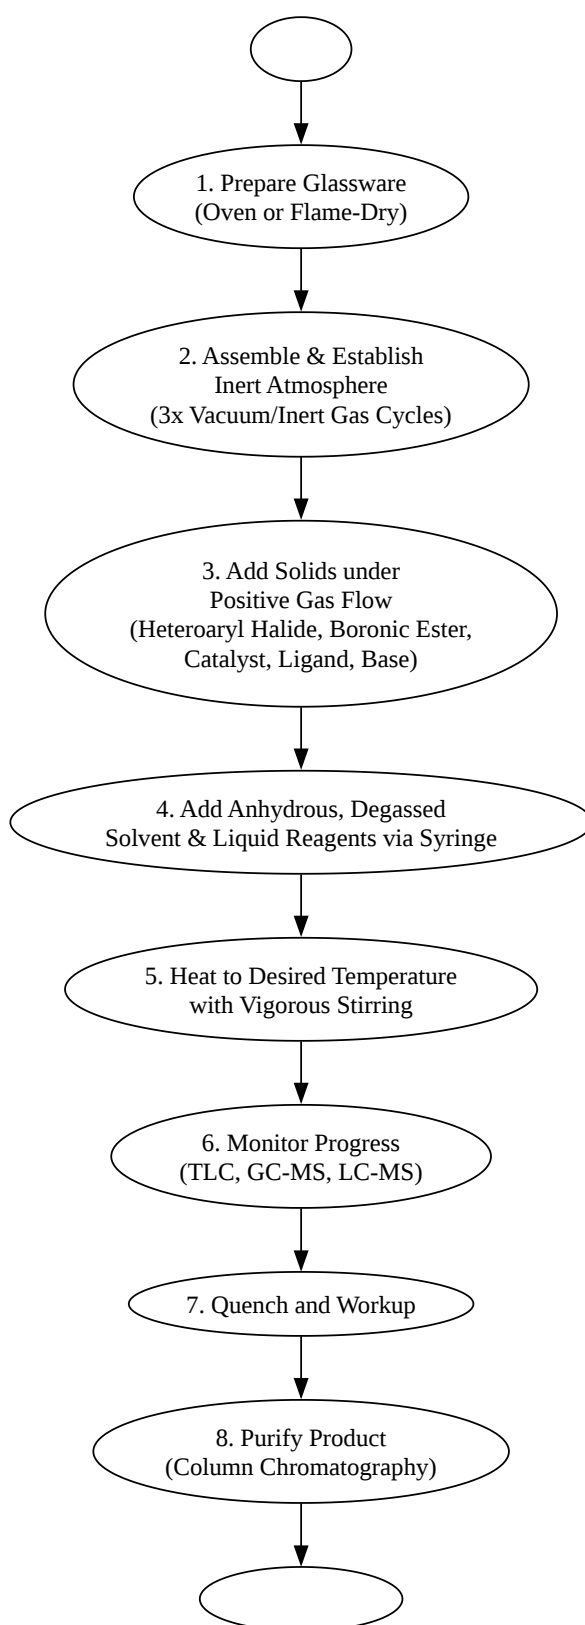 1. Prepare Glassware
(Oven or Flame-Dry)
2. Assemble & Establish
Inert Atmosphere
(3x Vacuum/Inert Gas Cycles)
3. Add Solids under
Positive Gas Flow
(Heteroaryl Halide, Boronic Ester,
Catalyst, Ligand, Base)
4. Add Anhydrous, Degassed
Solvent & Liquid Reagents via Syringe
5. Heat to Desired Temperature
with Vigorous Stirring
6. Monitor Progress
(TLC, GC-MS, LC-MS)
7. Quench and Workup
8. Purify Product
(Column Chromatography)